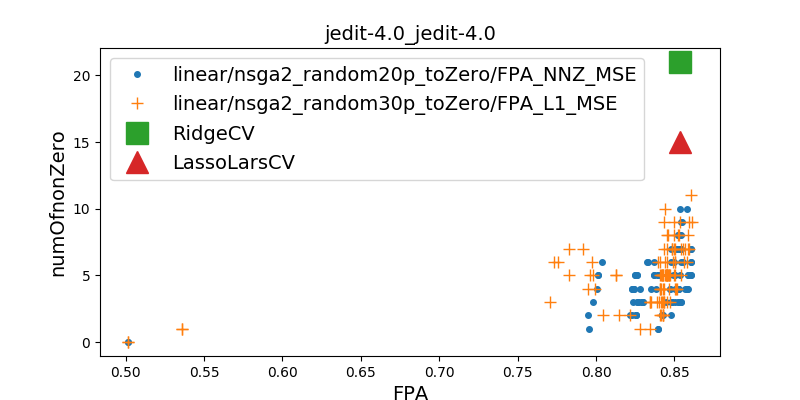 jedit-4.0_jedit-4.0
linear/nsga2_random20p_toZero/FPA_NNZ_MSE
linear/nsga2_random30p_toZero/FPA_L1_MSE
RidgeCV
LassoLarsCV
numOfnonZero
20
15
10
5
0
0.50 0.55 0.60 0.65 0.70 0.75 0.80 0.85
FPA